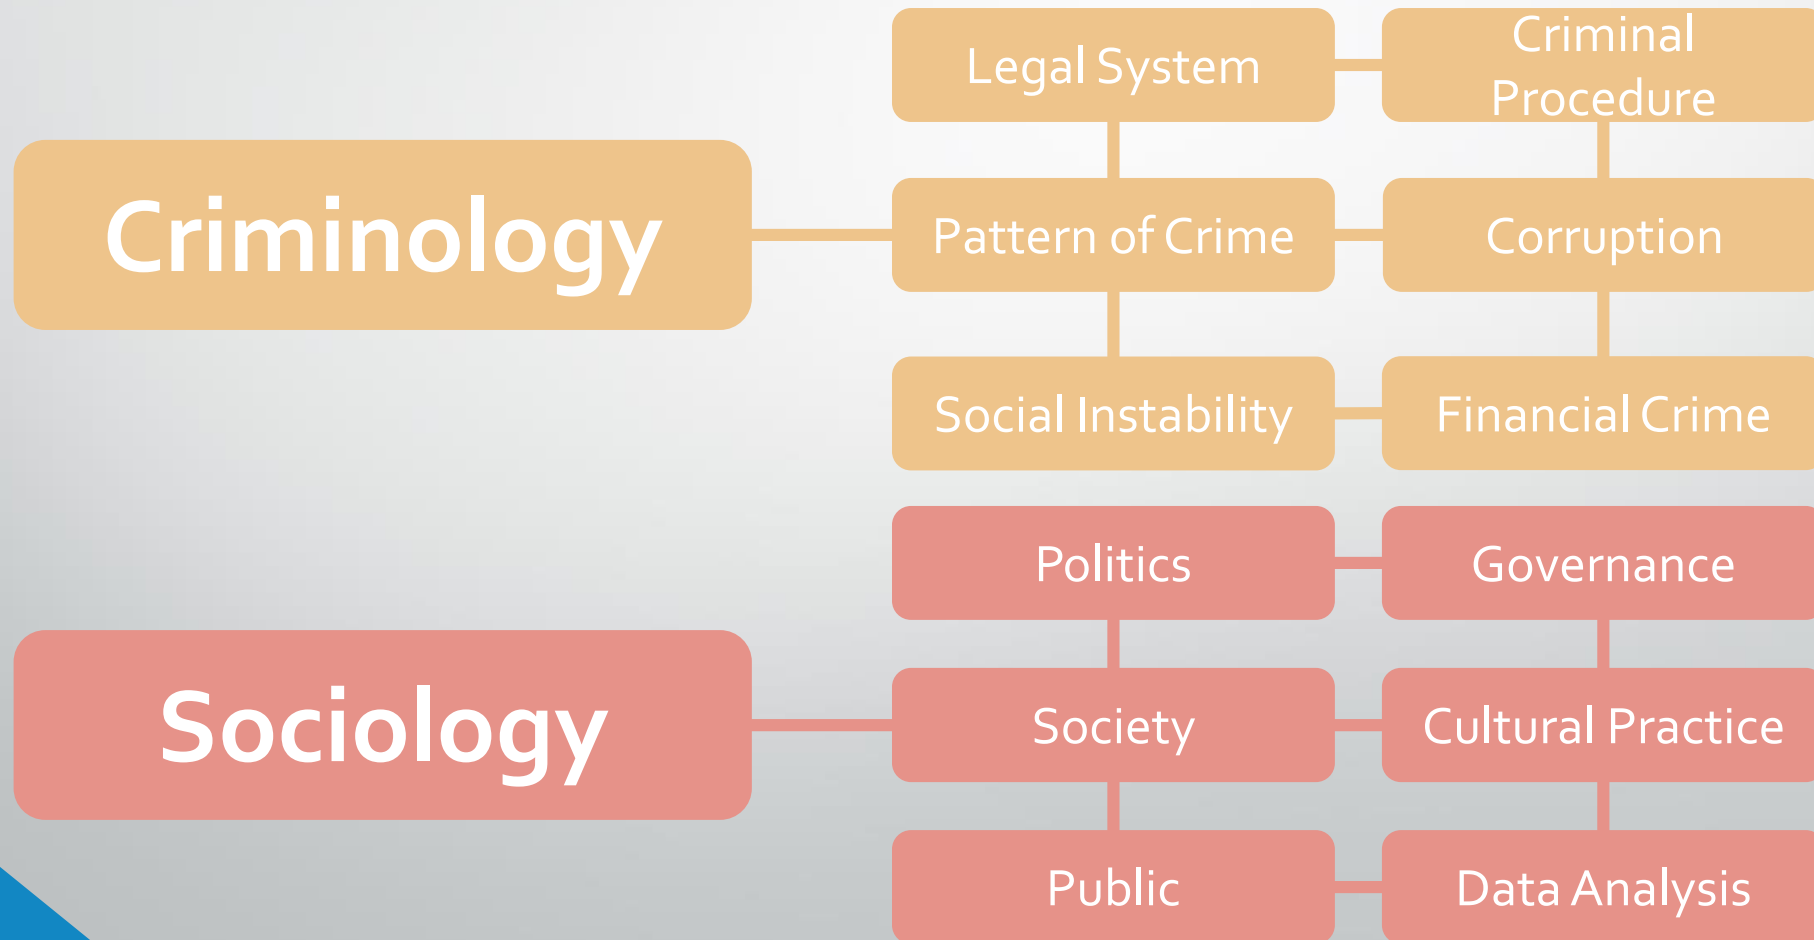 Legal System
Criminal
Procedure
Criminology
Pattern of Crime
Corruption
Social Instability
Financial Crime
Politics
Governance
Sociology
Society
Cultural Practice
Public
Data Analysis